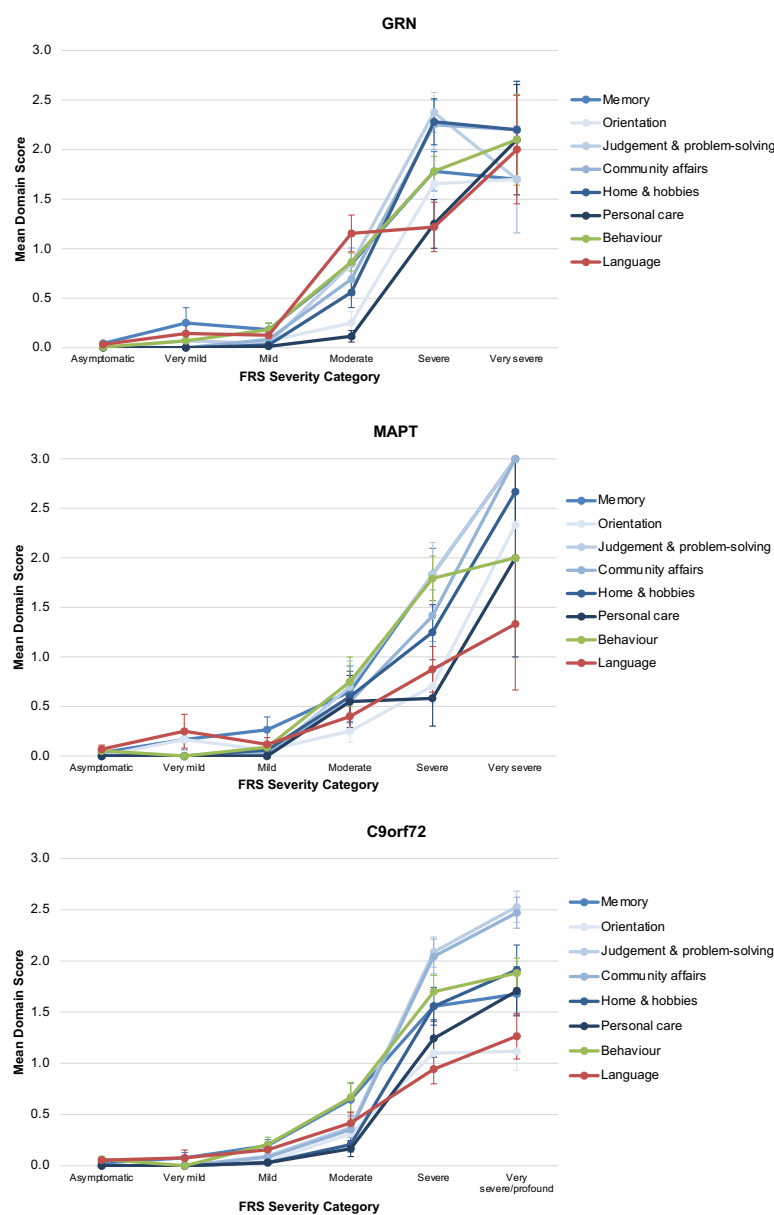 GRN
3.0
2.5
2.0
1.5
1.0
0.5
0.0
Mean Domain Score
Asymptomatic Very mild Mild Moderate Severe Very severe
FRS Severity Category
Memory
Orientation
Judgement & problem-solving
Community affairs
Home & hobbies
Personal care
Behaviour
Language
MAPT
3.0
2.5
2.0
1.5
1.0
0.5
0.0
Mean Domain Score
Asymptomatic Very mild Mild Moderate Severe Very severe
FRS Severity Category
Memory
Orientation
Judgement & problem-solving
Community affairs
Home & hobbies
Personal care
Behaviour
Language
C9orf72
3.0
2.5
2.0
1.5
1.0
0.5
0.0
Mean Domain Score
Asymptomatic Very mild Mild Moderate Severe Very
severe/profound
FRS Severity Category
Memory
Orientation
Judgement & problem-solving
Community affairs
Home & hobbies
Personal care
Behaviour
Language